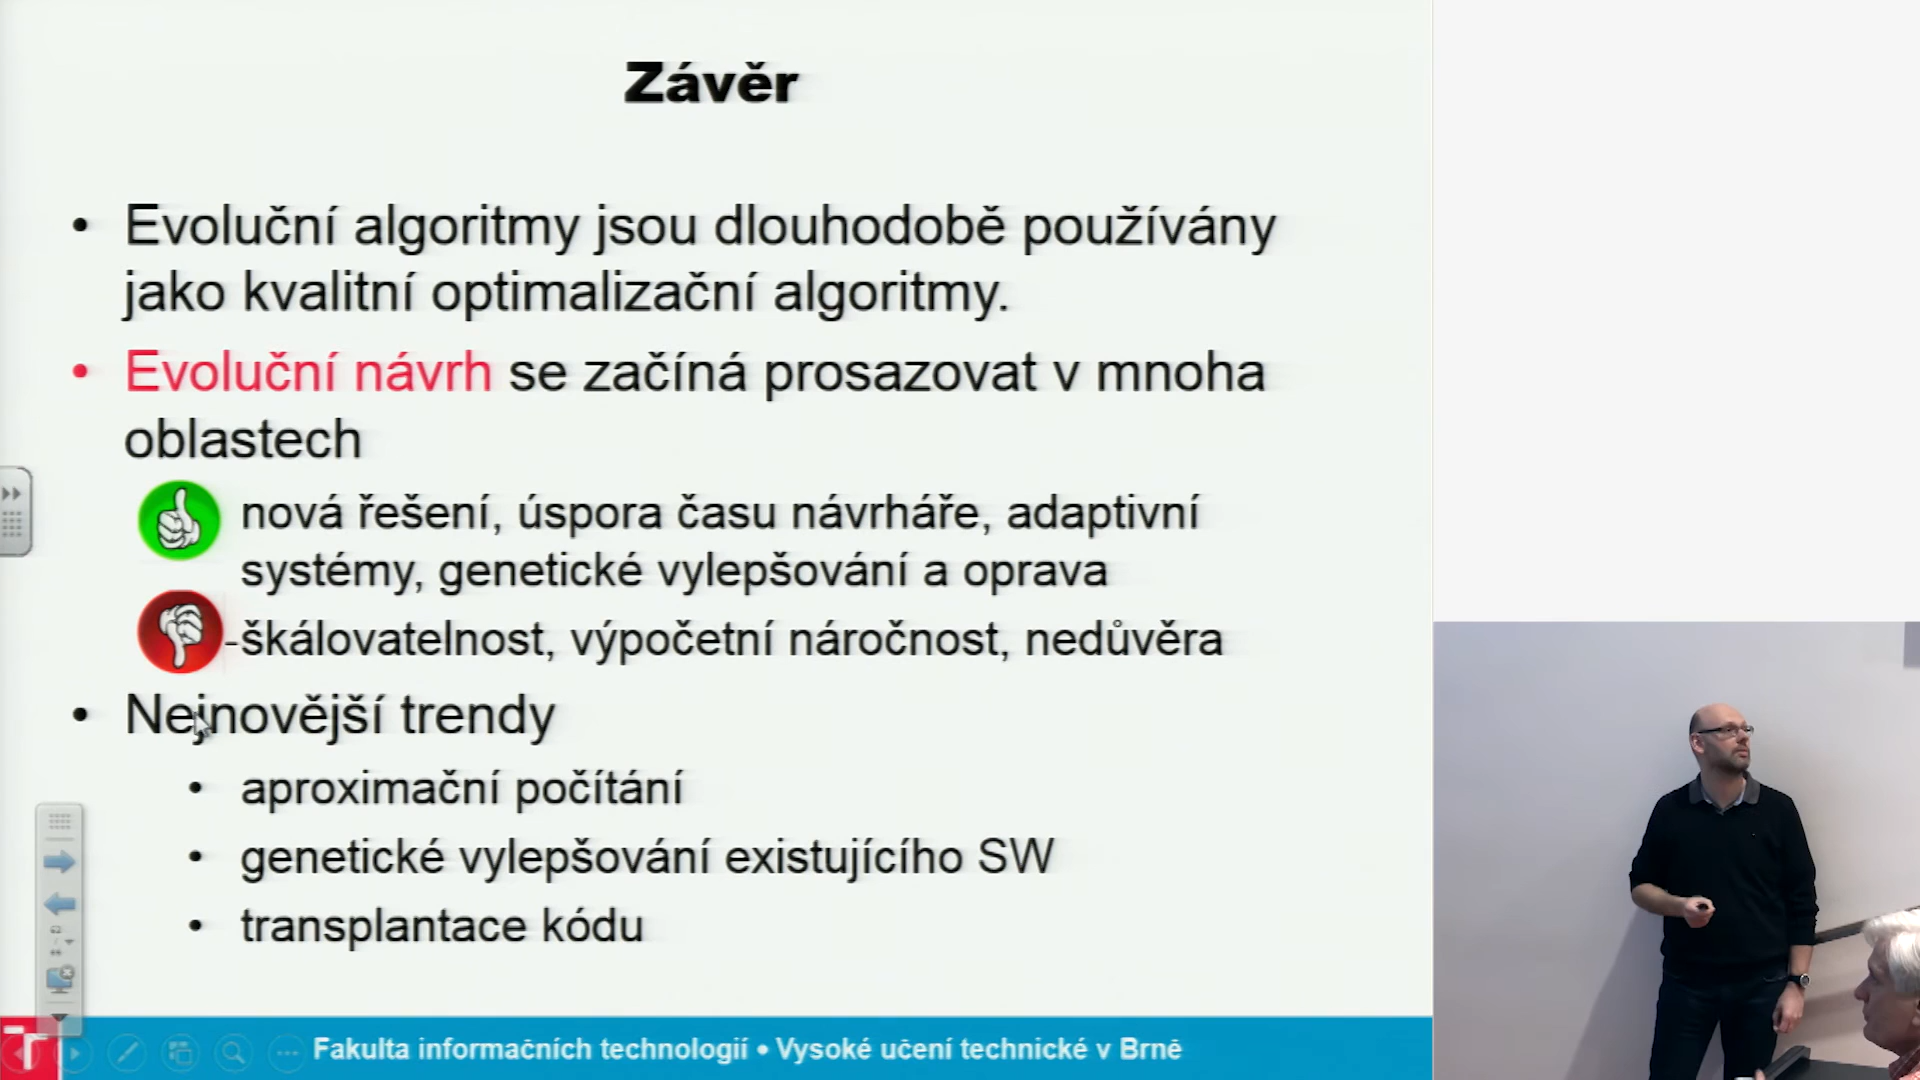 Závěr
• Evoluční algoritmy jsou dlouhodobě používány
jako kvalitní optimalizační algoritmy.
• Evoluční návrh se začíná prosazovat v mnoha
oblastech
nová řešení, úspora času návrháře, adaptivní
systémy, genetické vylepšování a oprava
-škálovatelnost, výpočetní náročnost, nedůvěra
• Nejnovější trendy
• aproximační počítání
• genetické vylepšování existujícího SW
• transplantace kódu
Fakulta informačních technologií • Vysoké učení technické v Brně